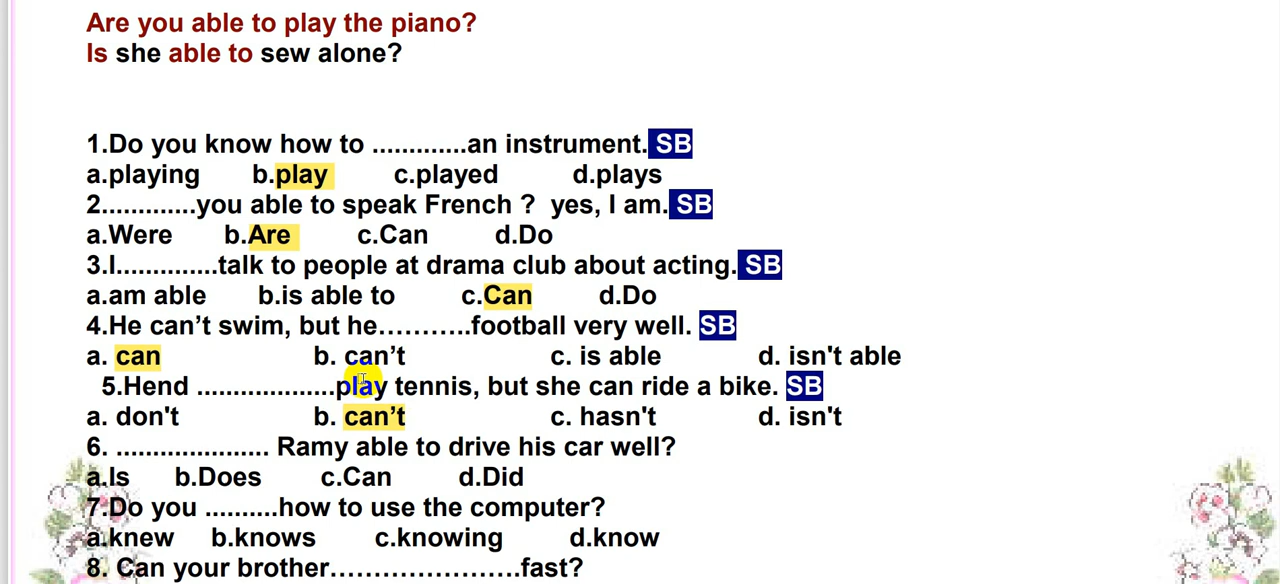 Are you able to play the piano?
Is she able to sew alone?
1.Do you know how to .............an instrument. SB
a.playing b.play c.played d.plays
2.............you able to speak French ? yes, I am. SB
a.Were b.Are c.Can d.Do
3.I..............talk to people at drama club about acting. SB
a.am able b.is able to c.Can d.Do
4.He can't swim, but he……….football very well. SB
a. can b. can't c. is able d. isn't able
5.Hend ....................play tennis, but she can ride a bike. SB
a. don't b. can't c. hasn't d. isn't
6. ...................... Ramy able to drive his car well?
a.Is b.Does c.Can d.Did
7.Do you ..........how to use the computer?
a.knew b.knows c.knowing d.know
8. Can your brother………………….fast?